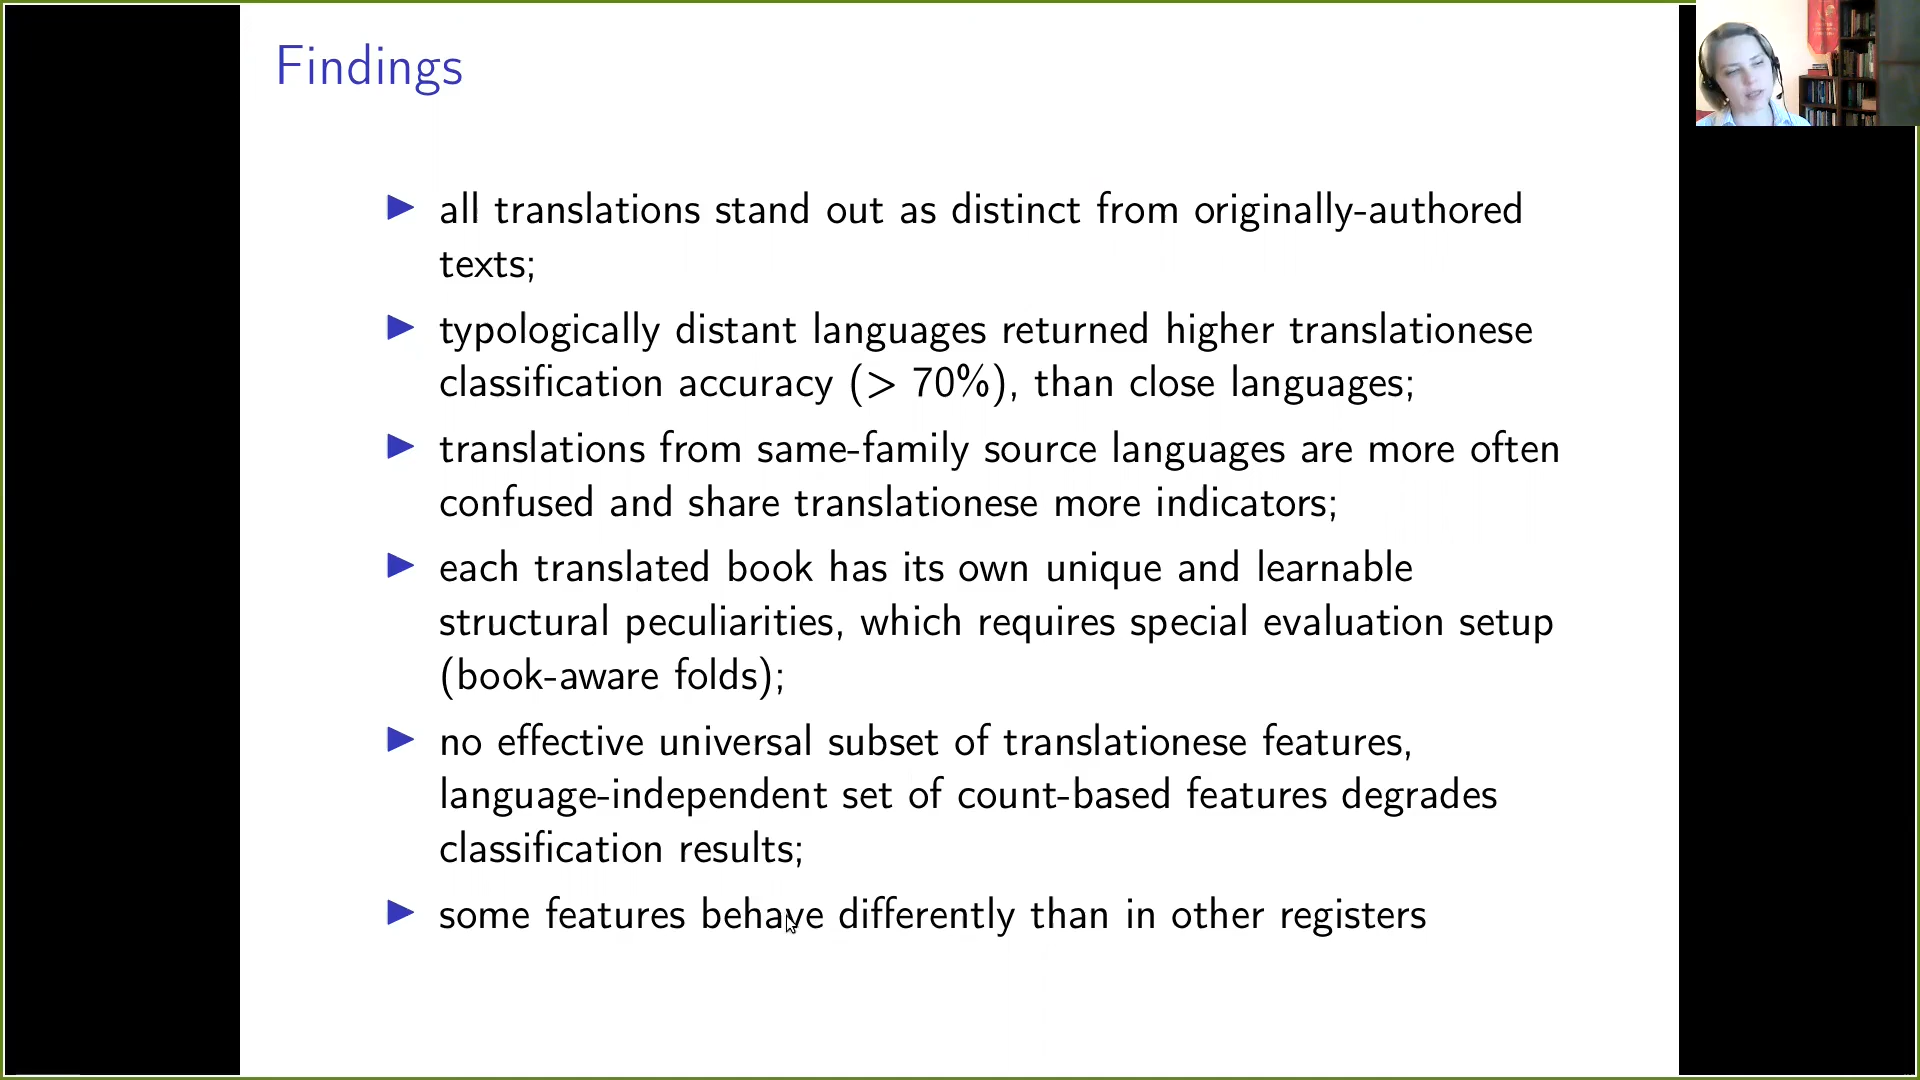 Findings
all translations stand out as distinct from originally-authored
texts;
typologically distant languages returned higher translationese
classification accuracy (> 70%), than close languages;
translations from same-family source languages are more often
confused and share translationese more indicators;
each translated book has its own unique and learnable
structural peculiarities, which requires special evaluation setup
(book-aware folds);
no effective universal subset of translationese features,
language-independent set of count-based features degrades
classification results;
some features behave differently than in other registers